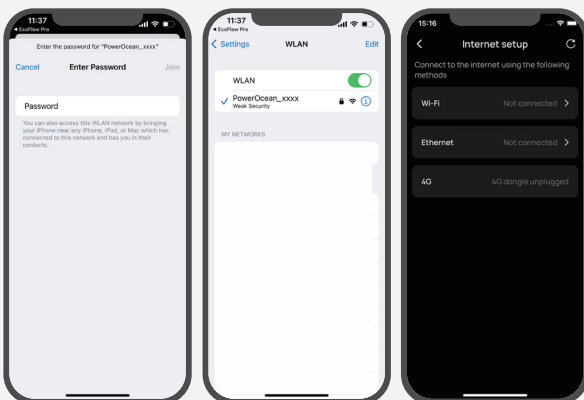 11:37
◀ EcoFlow Pro
Enter the password for "PowerOcean_xxxx"
Cancel
Enter Password
Join
Password
You can also access this WLAN network by bringing
your iPhone near any iPhone, iPad, or Mac which has
connected to this network and has you in their
contacts.
11:37
◀ EcoFlow Pro
Settings
WLAN
Edit
WLAN
PowerOcean_xxxx
Weak Security
MY NETWORKS
15:16
Internet setup
Connect to the internet using the following
methods
Wi-Fi
Not connected
Ethernet
Not connected
4G
4G dongle unplugged